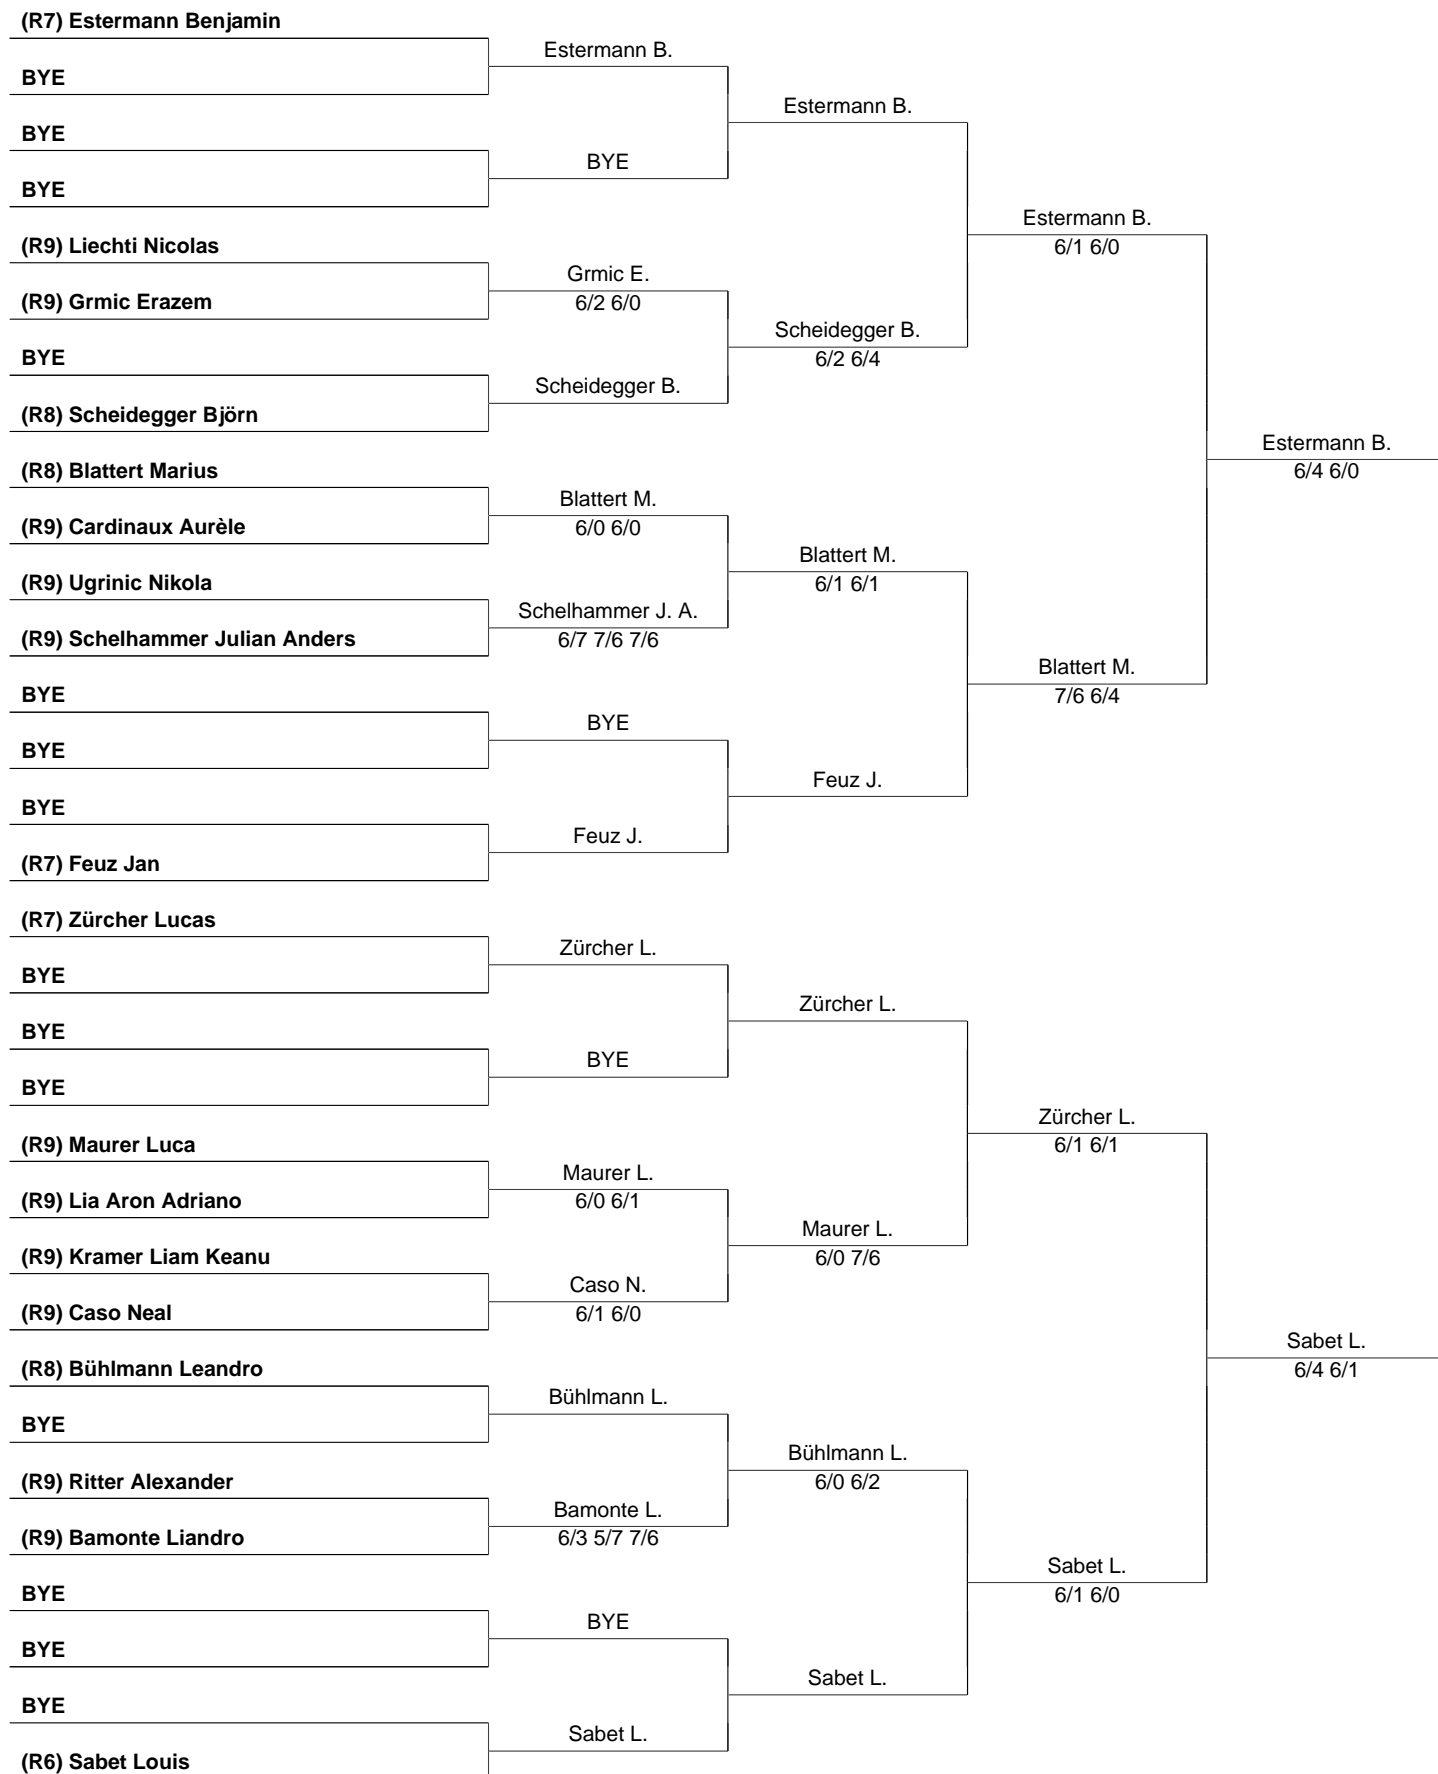 (R7) Estermann Benjamin
Estermann B.
BYE
Estermann B.
BYE
BYE
BYE
Estermann B.
(R9) Liechti Nicolas
6/1 6/0
Grmic E.
(R9) Grmic Erazem
6/2 6/0
Scheidegger B.
BYE
6/2 6/4
Scheidegger B.
(R8) Scheidegger Björn
Estermann B.
(R8) Blattert Marius
6/4 6/0
Blattert M.
(R9) Cardinaux Aurèle
6/0 6/0
Blattert M.
(R9) Ugrinic Nikola
6/1 6/1
Schelhammer J. A.
(R9) Schelhammer Julian Anders
6/7 7/6 7/6
Blattert M.
BYE
7/6 6/4
BYE
BYE
Feuz J.
BYE
Feuz J.
(R7) Feuz Jan
(R7) Zürcher Lucas
Zürcher L.
BYE
Zürcher L.
BYE
BYE
BYE
Zürcher L.
(R9) Maurer Luca
6/1 6/1
Maurer L.
(R9) Lia Aron Adriano
6/0 6/1
Maurer L.
(R9) Kramer Liam Keanu
6/0 7/6
Caso N.
(R9) Caso Neal
6/1 6/0
Sabet L.
(R8) Bühlmann Leandro
6/4 6/1
Bühlmann L.
BYE
Bühlmann L.
(R9) Ritter Alexander
6/0 6/2
Bamonte L.
(R9) Bamonte Liandro
6/3 5/7 7/6
Sabet L.
BYE
6/1 6/0
BYE
BYE
Sabet L.
BYE
Sabet L.
(R6) Sabet Louis